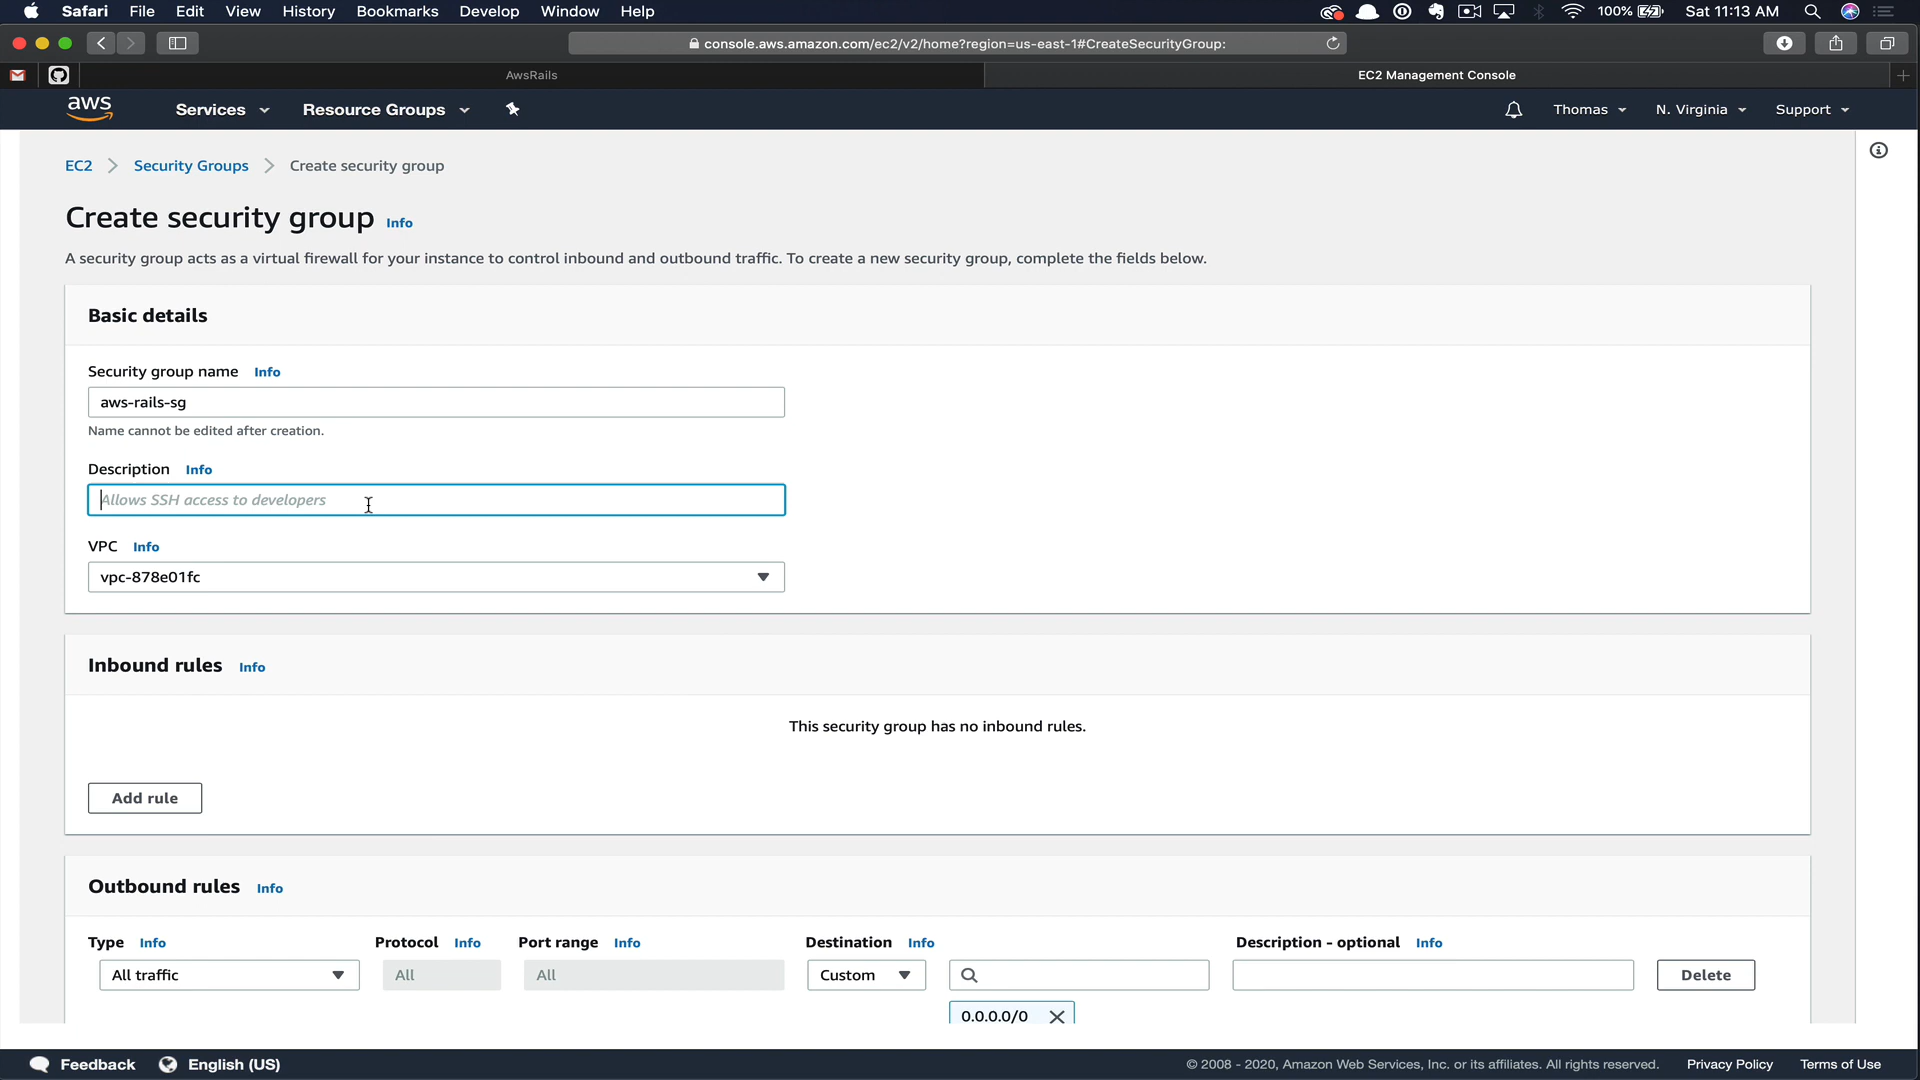 Safari File Edit View History Bookmarks Develop Window Help 100% Sat 11:13 AM
console.aws.amazon.com/ec2/v2/home?region=us-east-1#CreateSecurityGroup:
AwsRails EC2 Management Console
aws Services Resource Groups Thomas N. Virginia Support
EC2 Security Groups Create security group
Create security group Info
A security group acts as a virtual firewall for your instance to control inbound and outbound traffic. To create a new security group, complete the fields below.
Basic details
Security group name Info
aws-rails-sg
Name cannot be edited after creation.
Description Info
Allows SSH access to developers
VPC Info
vpc-878e01fc
Inbound rules Info
This security group has no inbound rules.
Add rule
Outbound rules Info
Type Info Protocol Info Port range Info Destination Info Description - optional Info
All traffic All All Custom Delete
0.0.0.0/0
Feedback English (US) © 2008 - 2020, Amazon Web Services, Inc. or its affiliates. All rights reserved. Privacy Policy Terms of Use